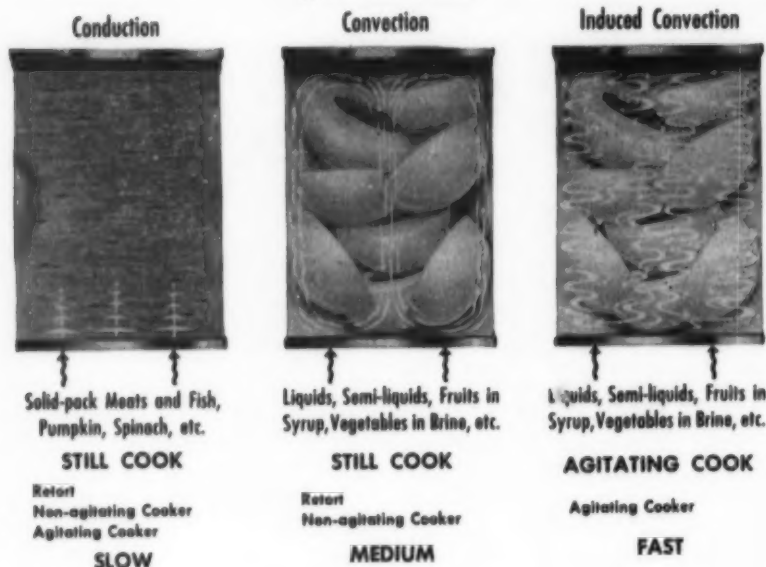 Conduction
Solid-pack Meats and Fish,
Pumpkin, Spinach, etc.
STILL COOK
Retort
Non-agitating Cooker
Agitating Cooker
SLOW
Convection
Liquids, Semi-liquids, Fruits in
Syrup, Vegetables in Brine, etc.
STILL COOK
Retort
Non-agitating Cooker
MEDIUM
Induced Convection
Liquids, Semi-liquids, Fruits in
Syrup, Vegetables in Brine, etc.
AGITATING COOK
Agitating Cooker
FAST